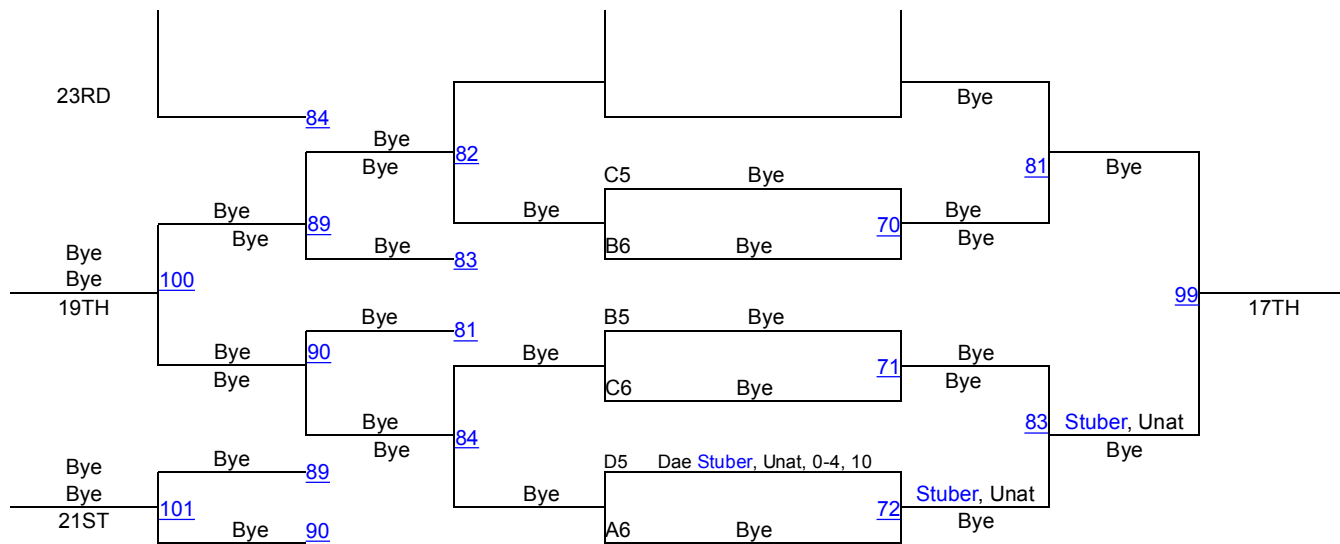 23RD
84
Bye
Bye
Bye
82
Bye
81
Bye
C5 Bye
Bye
89
Bye
Bye
70
Bye
Bye
Bye
83
B6 Bye
Bye
Bye
100
19TH
99
17TH
Bye
81
B5 Bye
Bye
Bye
90
Bye
71
Bye
Bye
C6 Bye
Bye
Bye
84
83
Stuber, Unat
Bye
Bye
Bye
Dae
89
D5 Dae Stuber, Unat, 0-4, 10
101
21ST
Bye
72
Stuber, Unat
Bye
Bye
90
A6 Bye